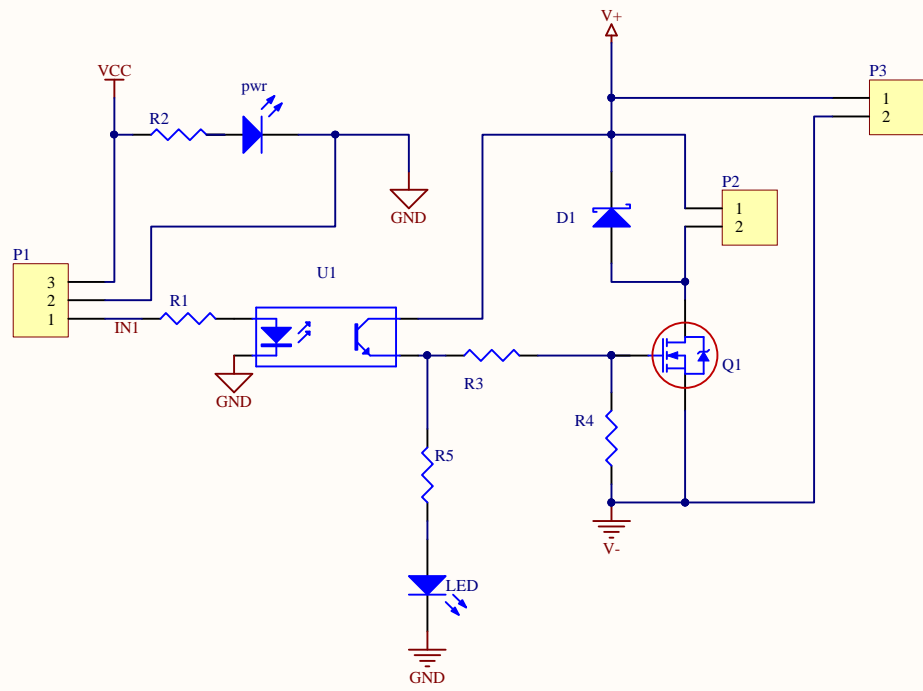 V+
P3
1
2
VCC
pwr
R2
P2
1
2
D1
GND
P1
3
2
1
IN1
R1
U1
GND
R3
Q1
R4
R5
V-
LED
GND